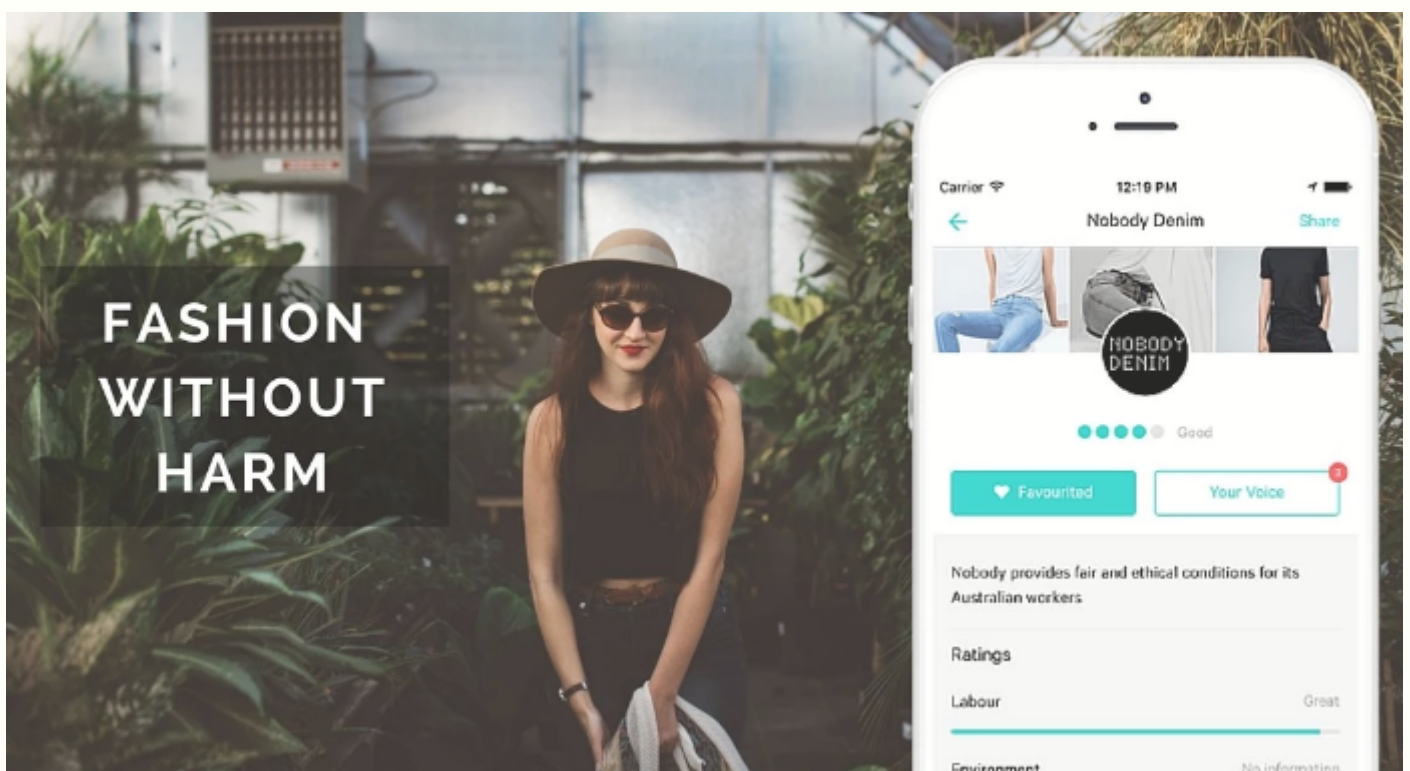 FASHION
WITHOUT
HARM
Carrier 12:19 PM
Nobody Denim Share
NOBODY
DENIM
Good
Favourited Your Voice 3
Nobody provides fair and ethical conditions for its
Australian workers
Ratings
Labour Great
Environment No information